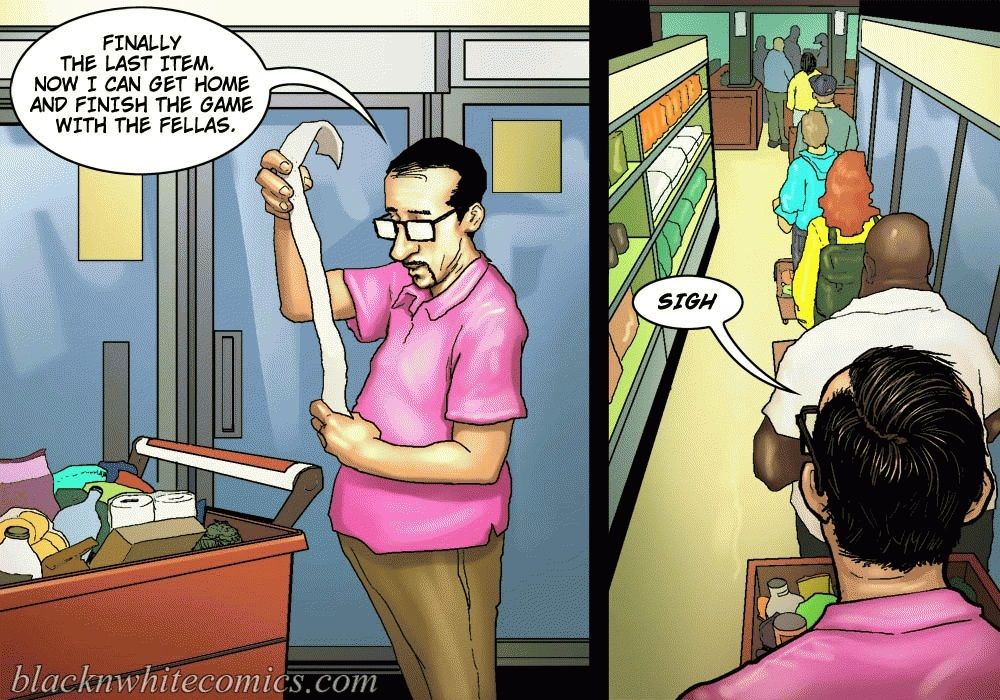 FINALLY
THE LAST ITEM.
NOW I CAN GET HOME
AND FINISH THE GAME
WITH THE FELLAS.
SIGH
blacknwhitecomics.com